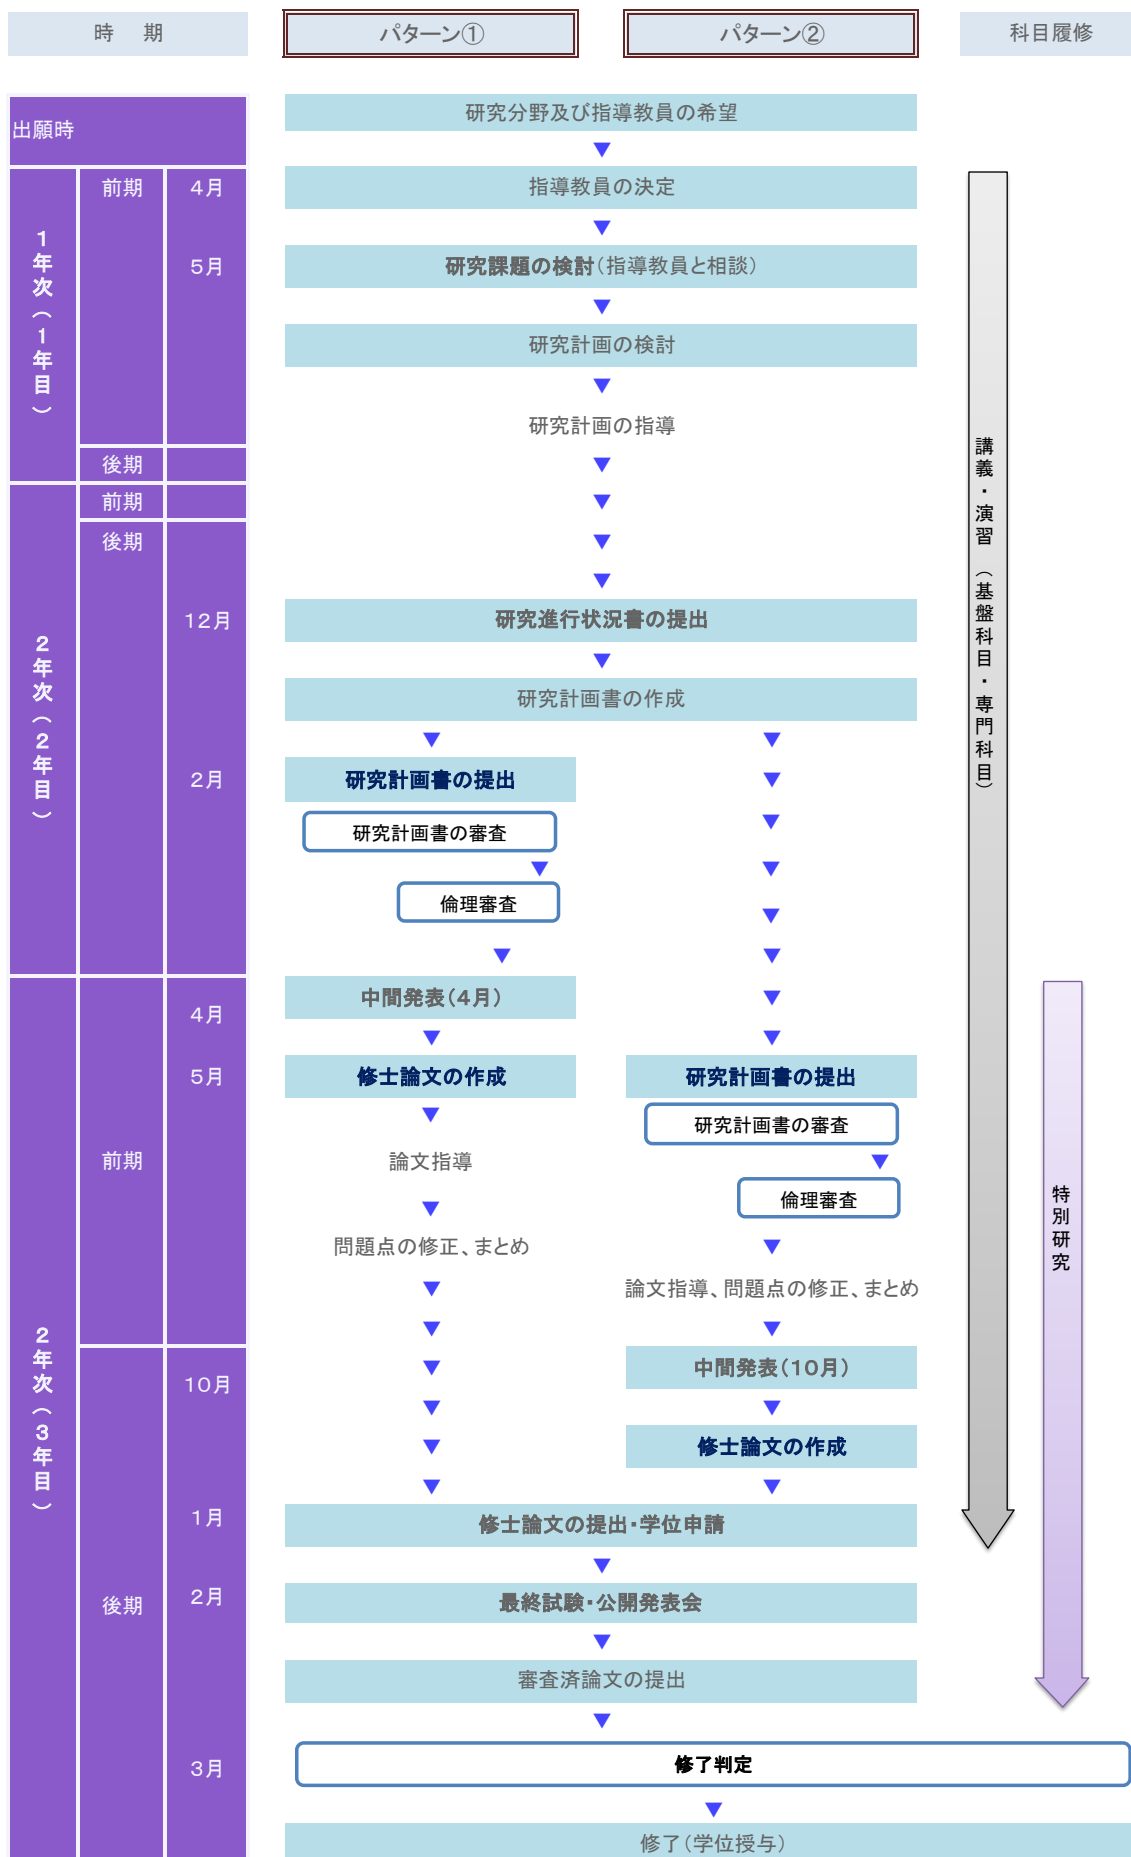 時　期
パターン①
パターン②
科目履修
出願時
研究分野及び指導教員の希望
1年次（1年目）
前期
4月
指導教員の決定
5月
研究課題の検討（指導教員と相談）
研究計画の検討
研究計画の指導
後期
2年次（2年目）
前期
後期
12月
研究進行状況書の提出
研究計画書の作成
2月
研究計画書の提出
研究計画書の審査
倫理審査
講義・演習（基盤科目・専門科目）
2年次（3年目）
前期
4月
中間発表（4月）
5月
修士論文の作成
研究計画書の提出
研究計画書の審査
論文指導
倫理審査
問題点の修正、まとめ
論文指導、問題点の修正、まとめ
特別研究
後期
10月
中間発表（10月）
修士論文の作成
1月
修士論文の提出・学位申請
2月
最終試験・公開発表会
審査済論文の提出
3月
修了判定
修了（学位授与）